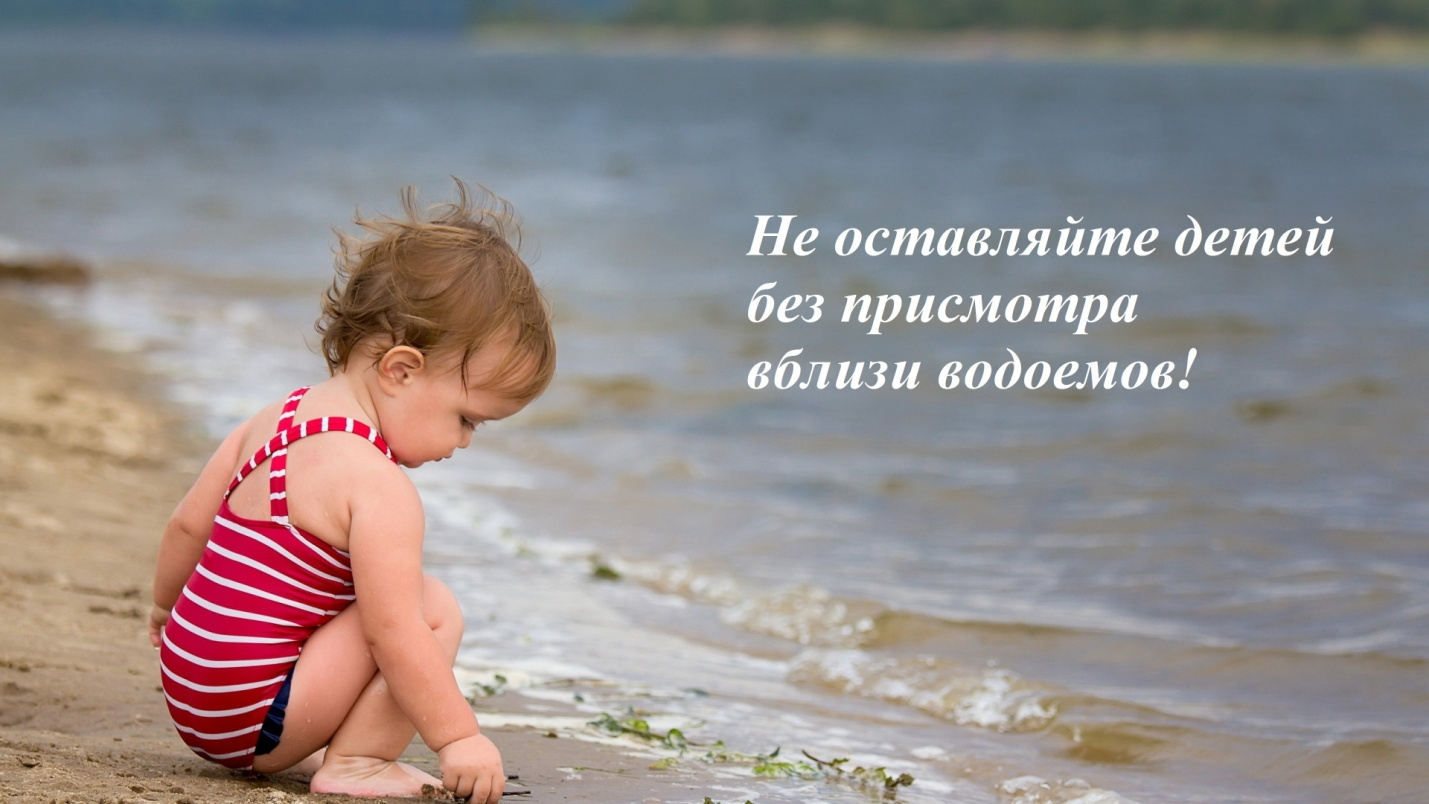 Не оставляйте детей
без присмотра
вблизи водоемов!